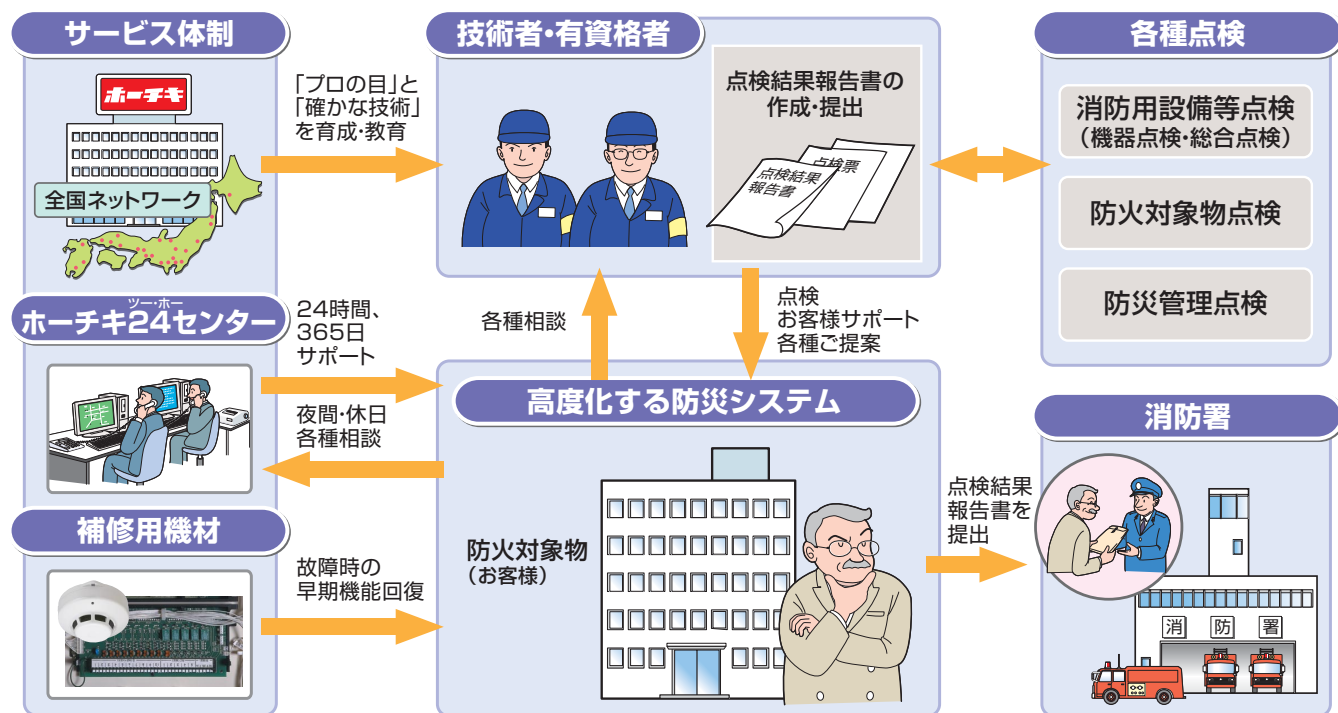 サービス体制
ホーチキ
全国ネットワーク
「プロの目」と
「確かな技術」
を育成・教育
技術者・有資格者
点検結果報告書の
作成・提出
点検票
点検結果
報告書
各種点検
消防用設備等点検
（機器点検・総合点検）
防火対象物点検
防災管理点検
ツー・ホー
ホーチキ24センター
24時間、
365日
サポート
夜間・休日
各種相談
各種相談
点検
お客様サポート
各種ご提案
補修用機材
故障時の
早期機能回復
高度化する防災システム
防火対象物
（お客様）
点検結果
報告書を
提出
消防署
消 防 署